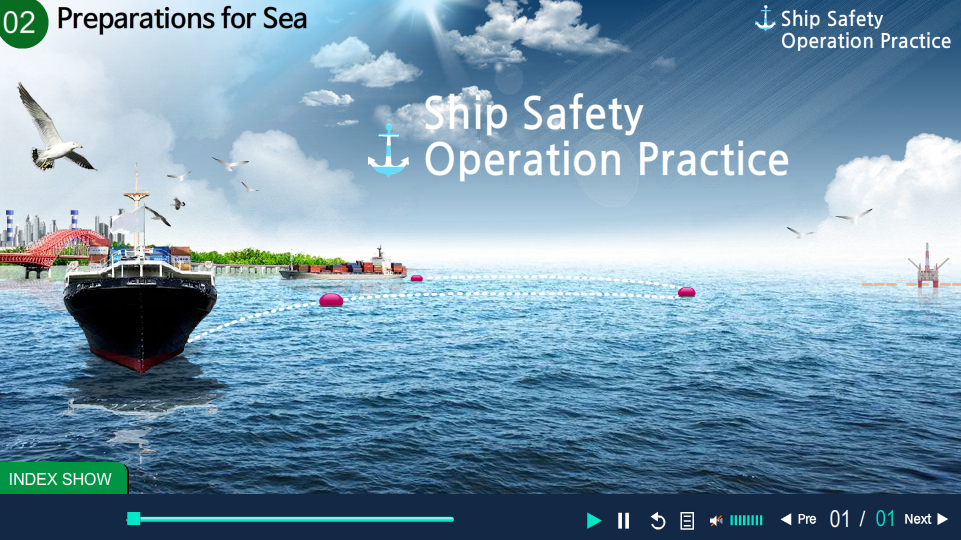 02 Preparations for Sea
Ship Safety
Operation Practice
Ship Safety
Operation Practice
INDEX SHOW
Pre 01 / 01 Next